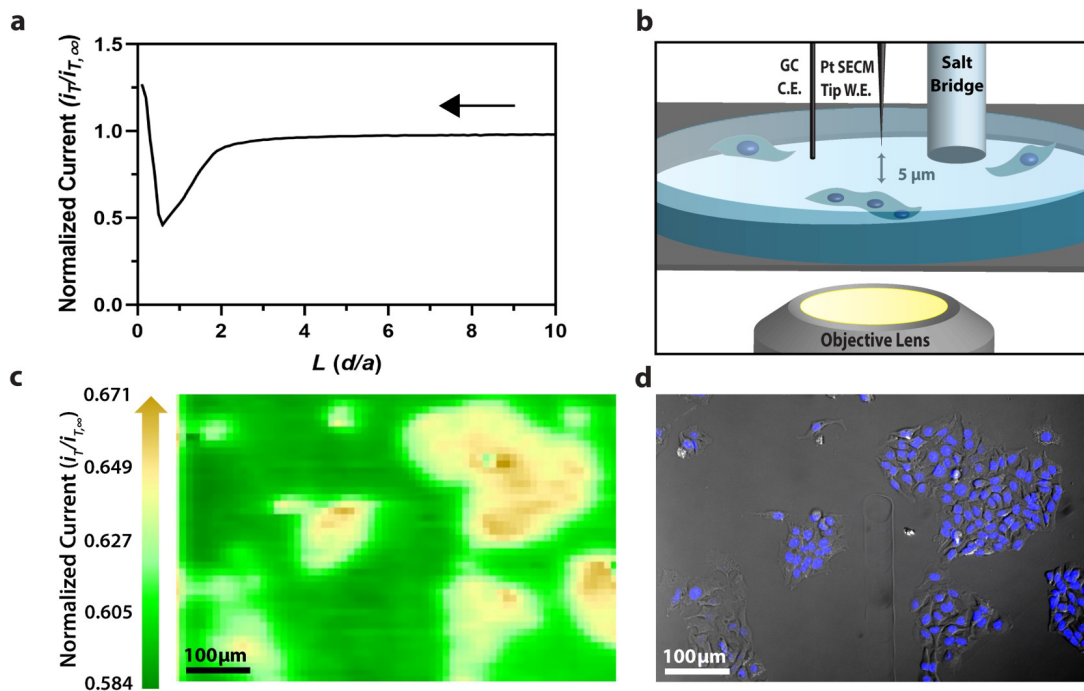 a
Normalized Current (iT/iT,∞)
1.5
1.0
0.5
0.0
0 2 4 6 8 10
L (d/a)
b
GC
C.E.
Pt SECM
Tip W.E.
Salt
Bridge
5 µm
Objective Lens
c
Normalized Current (iT/iT,∞)
0.671
0.649
0.627
0.605
0.584
100µm
d
100µm